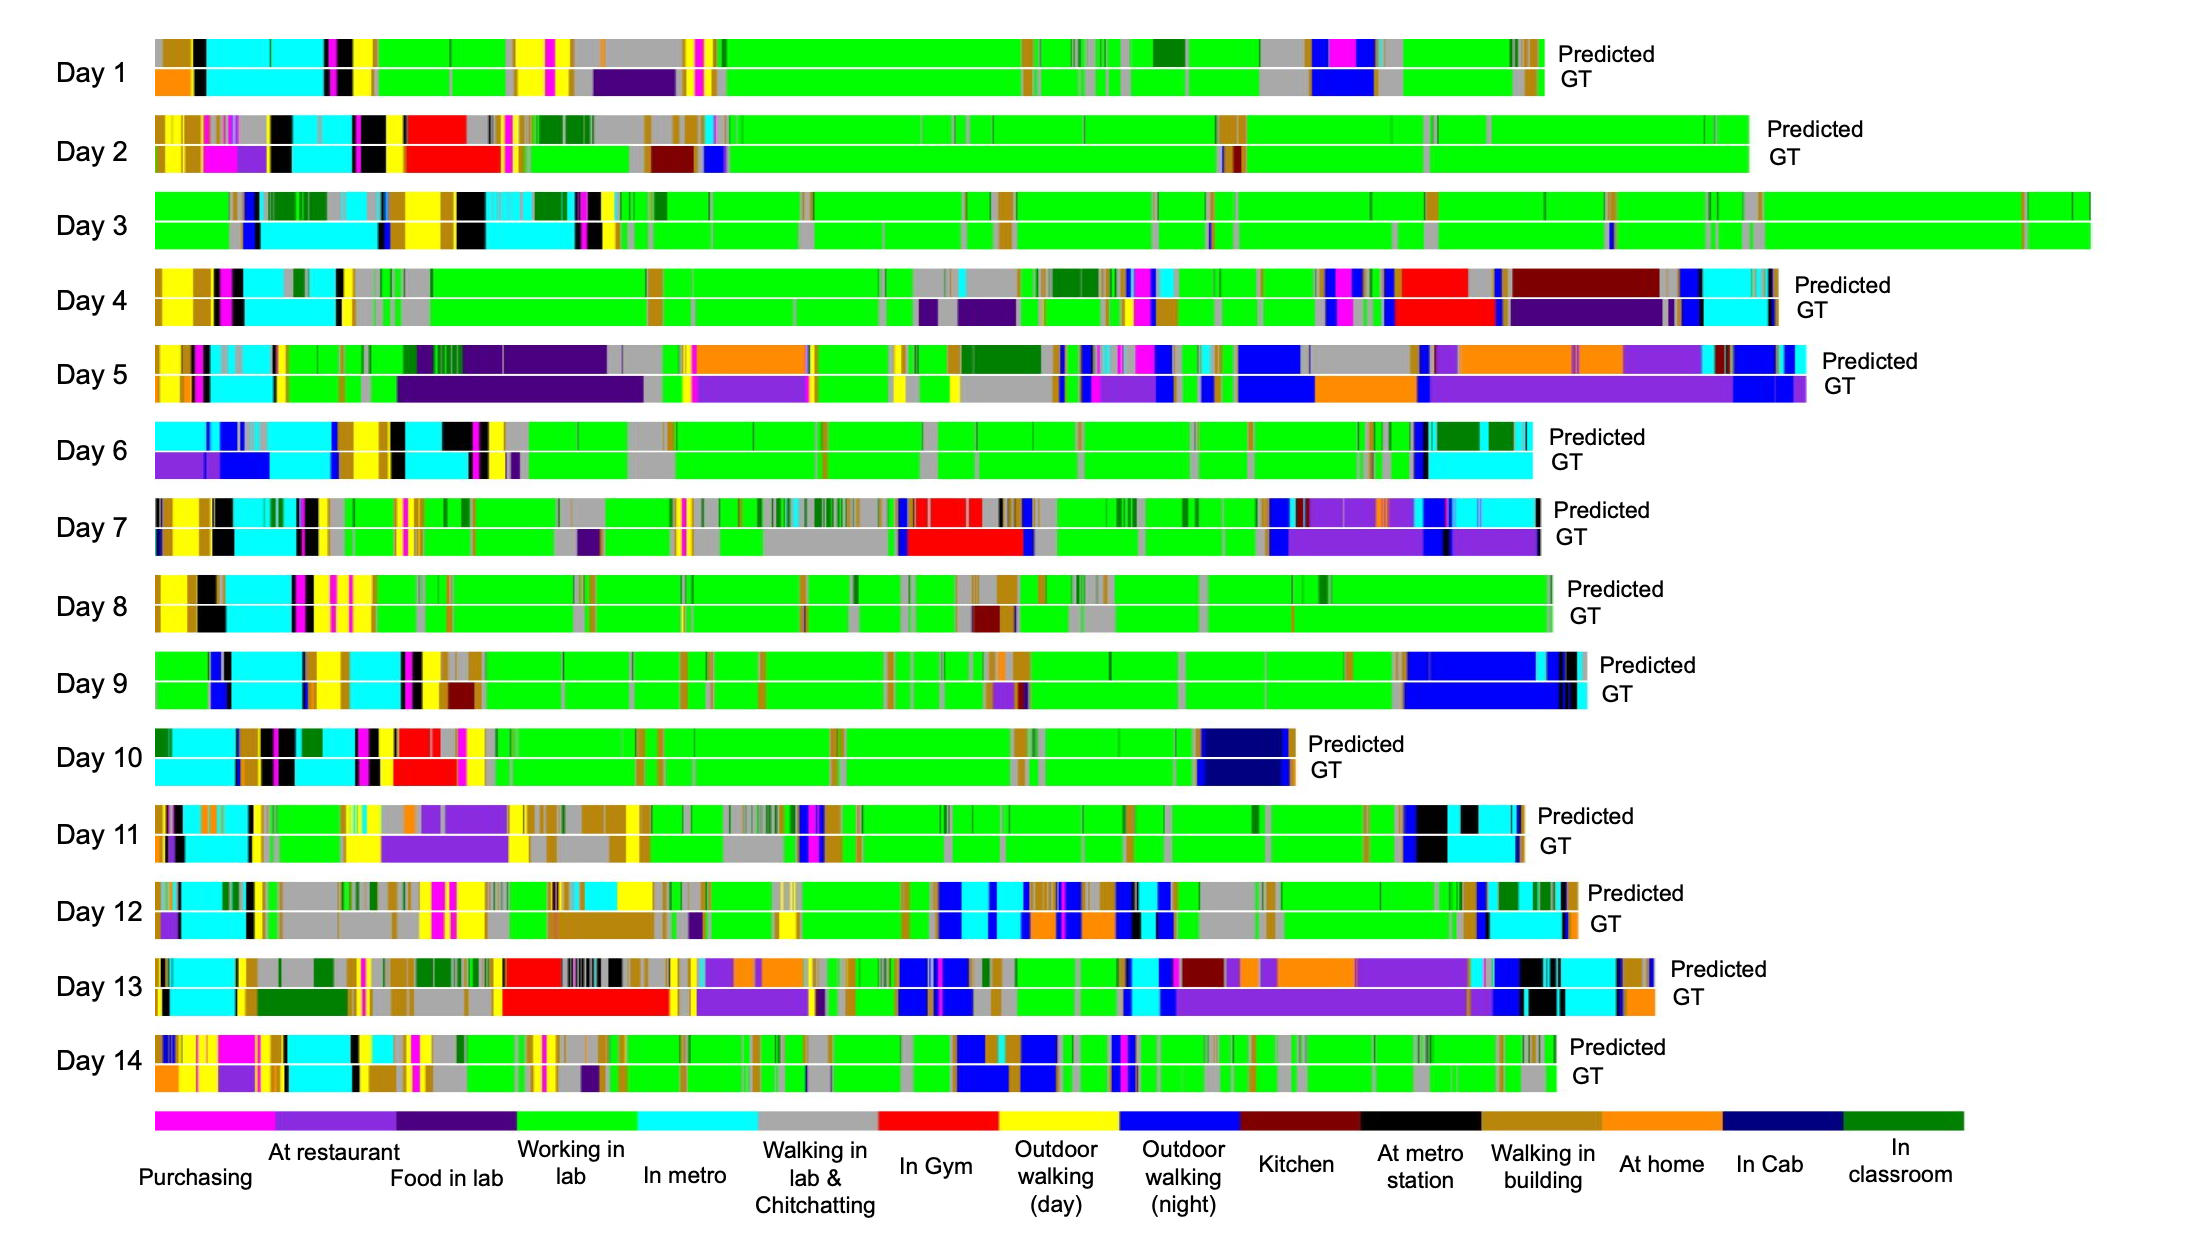 Day 1
Predicted
GT
Day 2
Predicted
GT
Day 3
Day 4
Predicted
GT
Day 5
Predicted
GT
Day 6
Predicted
GT
Day 7
Predicted
GT
Day 8
Predicted
GT
Day 9
Predicted
GT
Day 10
Predicted
GT
Day 11
Predicted
GT
Day 12
Predicted
GT
Day 13
Predicted
GT
Day 14
Predicted
GT
Purchasing
At restaurant
Food in lab
Working in
lab
In metro
Walking in
lab &
Chitchatting
In Gym
Outdoor
walking
(day)
Outdoor
walking
(night)
Kitchen
At metro
station
Walking in
building
At home
In Cab
In
classroom